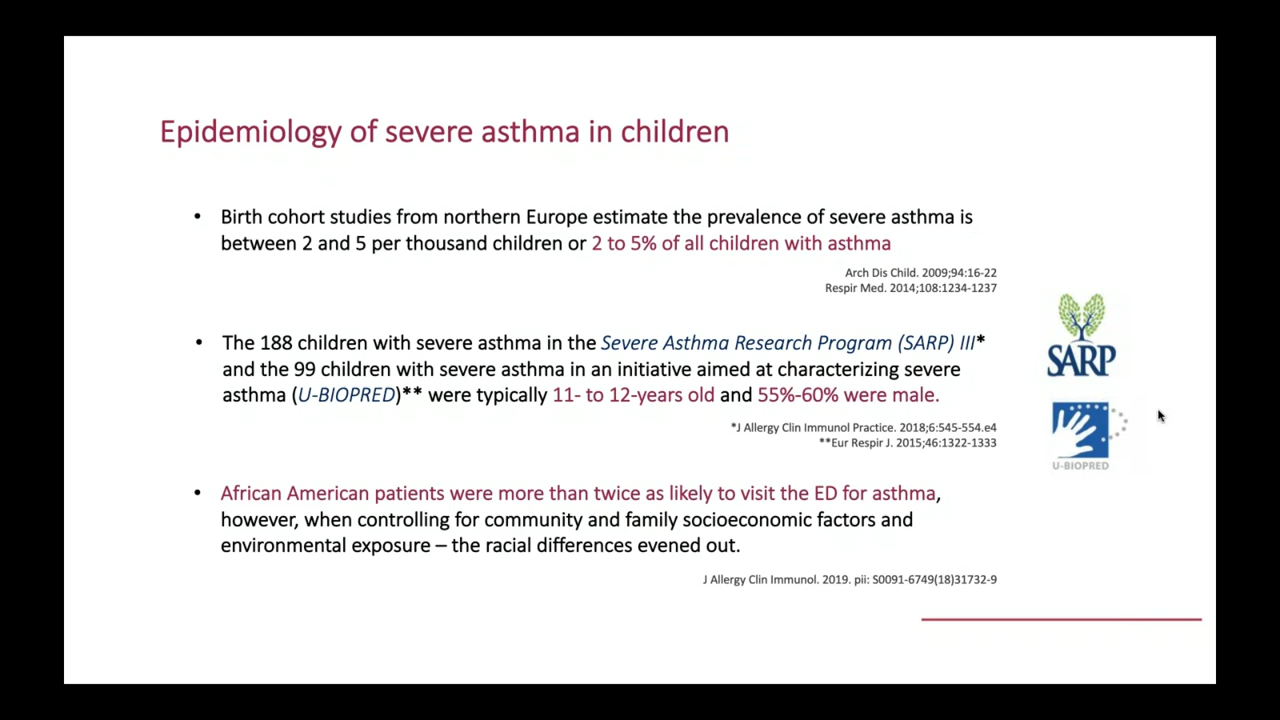 Epidemiology of severe asthma in children
• Birth cohort studies from northern Europe estimate the prevalence of severe asthma is
between 2 and 5 per thousand children or 2 to 5% of all children with asthma
Arch Dis Child. 2009;94:16-22
Respir Med. 2014;108:1234-1237
• The 188 children with severe asthma in the Severe Asthma Research Program (SARP) III*
and the 99 children with severe asthma in an initiative aimed at characterizing severe
asthma (U-BIOPRED)** were typically 11- to 12-years old and 55%-60% were male.
*J Allergy Clin Immunol Practice. 2018;6:545-554.e4
**Eur Respir J. 2015;46:1322-1333
SARP
U-BIOPRED
• African American patients were more than twice as likely to visit the ED for asthma,
however, when controlling for community and family socioeconomic factors and
environmental exposure – the racial differences evened out.
J Allergy Clin Immunol. 2019. pii: S0091-6749(18)31732-9